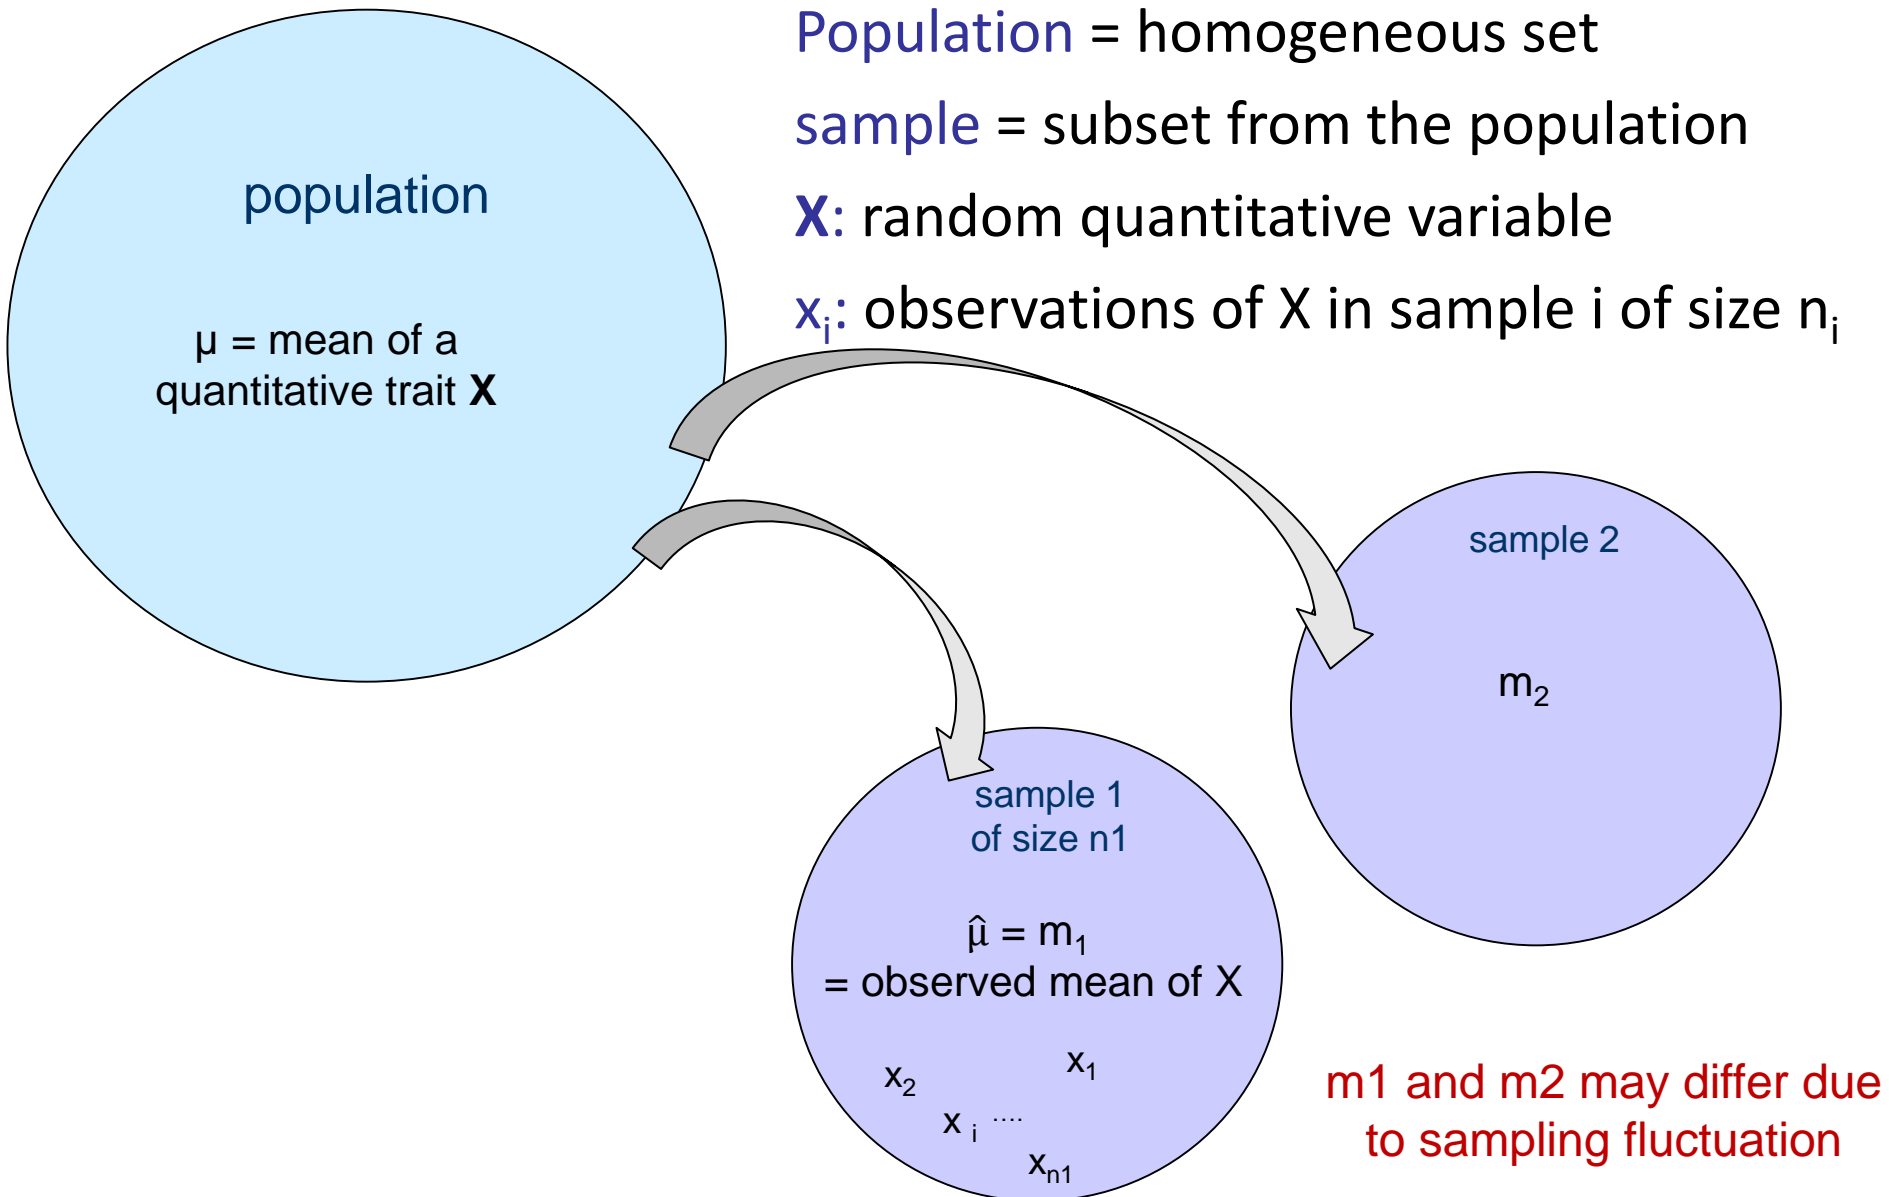 Population = homogeneous set
sample = subset from the population
X: random quantitative variable
xᵢ: observations of X in sample i of size nᵢ
population
μ = mean of a
quantitative trait X
sample 2
m₂
sample 1
of size n1
μ̂ = m₁
= observed mean of X
x₁
x₂
x ᵢ ....
xₙ₁
m1 and m2 may differ due
to sampling fluctuation